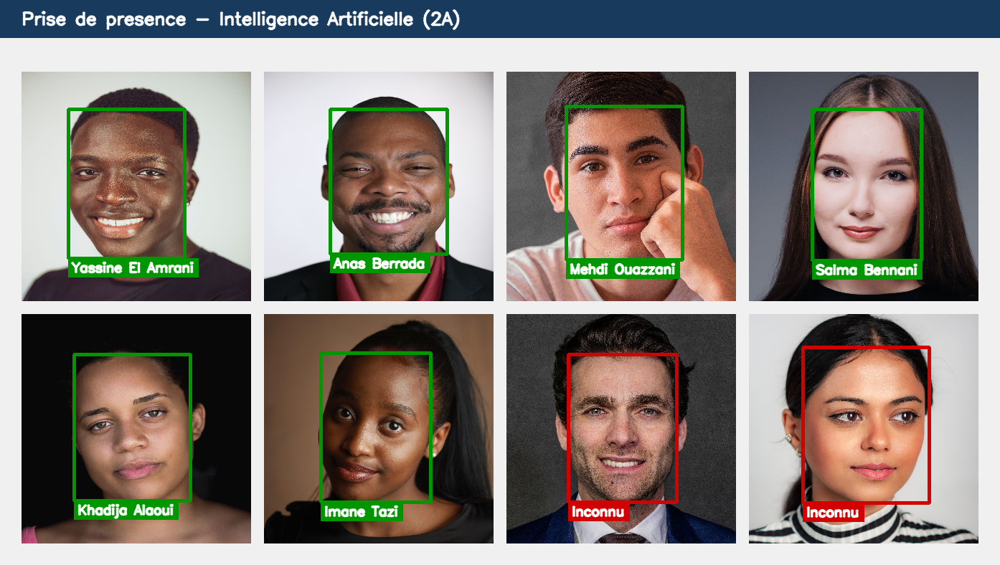 Prise de presence - Intelligence Artificielle (2A)
Yassine El Amrani
Anas Berrada
Mehdi Ouazzani
Salma Bennani
Khadija Alaoui
Imane Tazi
Inconnu
Inconnu